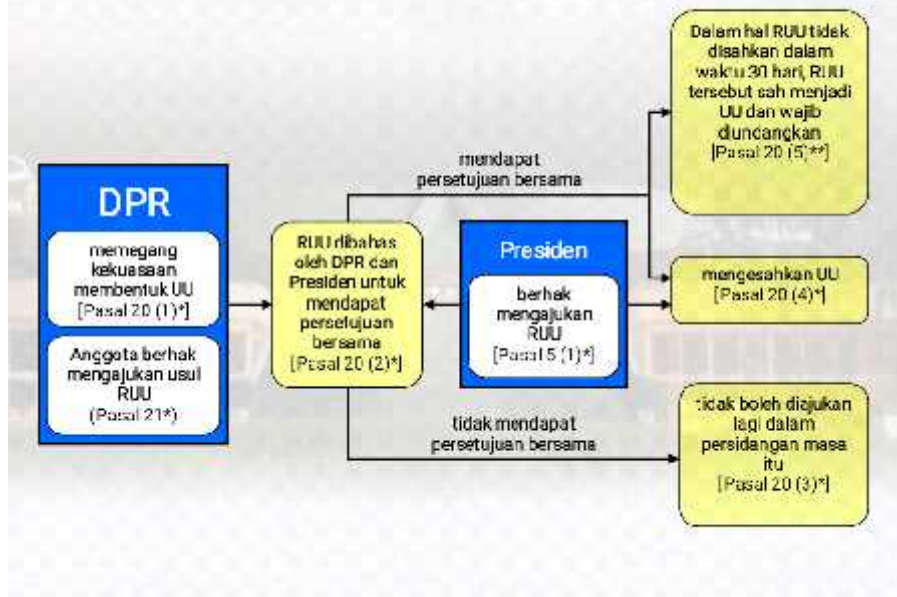 DPR
memegang
kekuasaan
membentuk UU
[Pasal 20 (1)*]
Anggota berhak
mengajukan usul
RUU
(Pasal 21*)
RUU dibahas
oleh DPR dan
Presiden untuk
mendapat
persetujuan
bersama
[Pasal 20 (2)*]
mendapat
persetujuan bersama
Presiden
berhak
mengajukan
RUU
[Pasal 5 (1)*]
tidak mendapat
persetujuan bersama
Dalam hal RUU tidak
disahkan dalam
waktu 30 hari, RUU
tersebut sah menjadi
UU dan wajib
diundangkan
[Pasal 20 (5)**]
mengesahkan UU
[Pasal 20 (4)*]
tidak boleh diajukan
lagi dalam
persidangan masa
itu
[Pasal 20 (3)*]